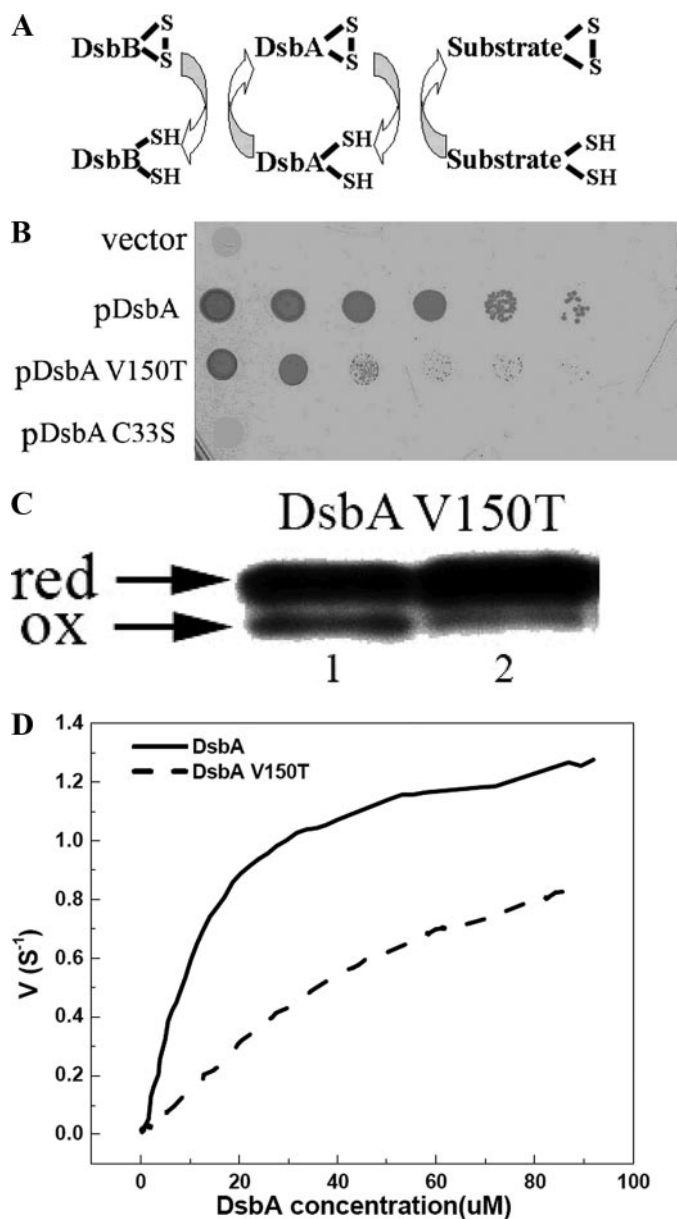 A
DsbB S S
DsbA S S
Substrate S S
DsbB SH SH
DsbA SH SH
Substrate SH SH
B
vector
pDsbA
pDsbA V150T
pDsbA C33S
C
DsbA V150T
red
ox
1 2
D
1.4
1.2
1.0
0.8
0.6
0.4
0.2
0.0
V (S⁻¹)
DsbA
DsbA V150T
0 20 40 60 80 100
DsbA concentration(uM)